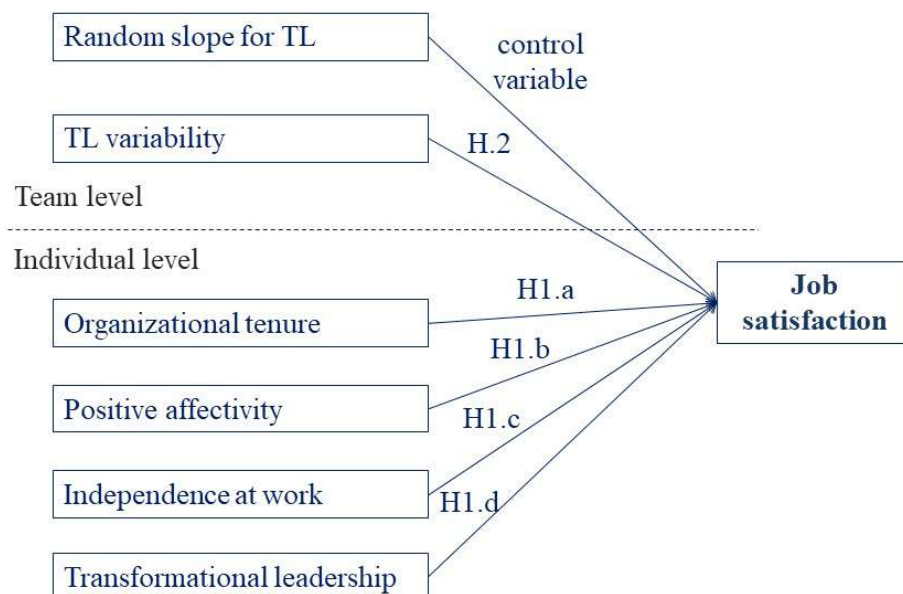 Random slope for TL
control
variable
TL variability
H.2
Team level
Individual level
Job
satisfaction
H1.a
Organizational tenure
H1.b
Positive affectivity
H1.c
Independence at work
H1.d
Transformational leadership